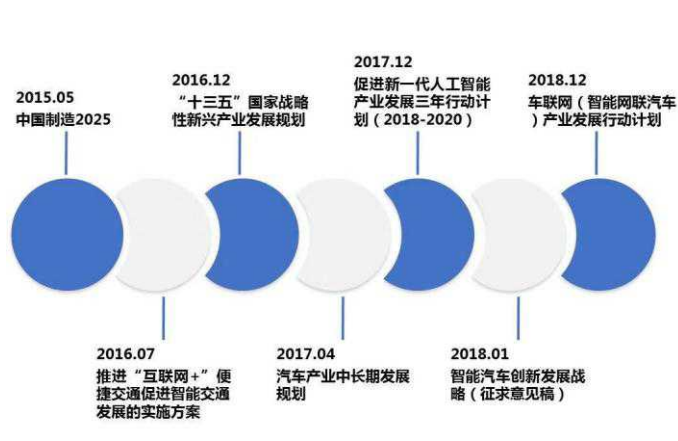 2015.05
中国制造2025
2016.12
“十三五”国家战略
性新兴产业发展规划
2017.12
促进新一代人工智能
产业发展三年行动计
划（2018-2020）
2018.12
车联网（智能网联汽车
）产业发展行动计划
2016.07
推进“互联网+”便
捷交通促进智能交通
发展的实施方案
2017.04
汽车产业中长期发展
规划
2018.01
智能汽车创新发展战
略（征求意见稿）